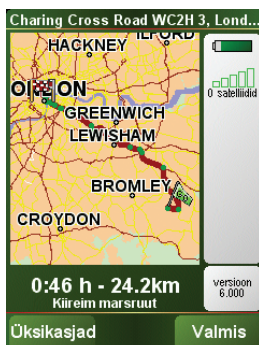 Charing Cross Road WC2H 3, Lond...
HACKNEY
ILFORD
ON
GREENWICH
LEWISHAM
BROMLEY
GO!
CROYDON
0 satelliidid
0:46 h - 24.2km
Kiireim marsruut
versioon
6.000
Üksikasjad
Valmis